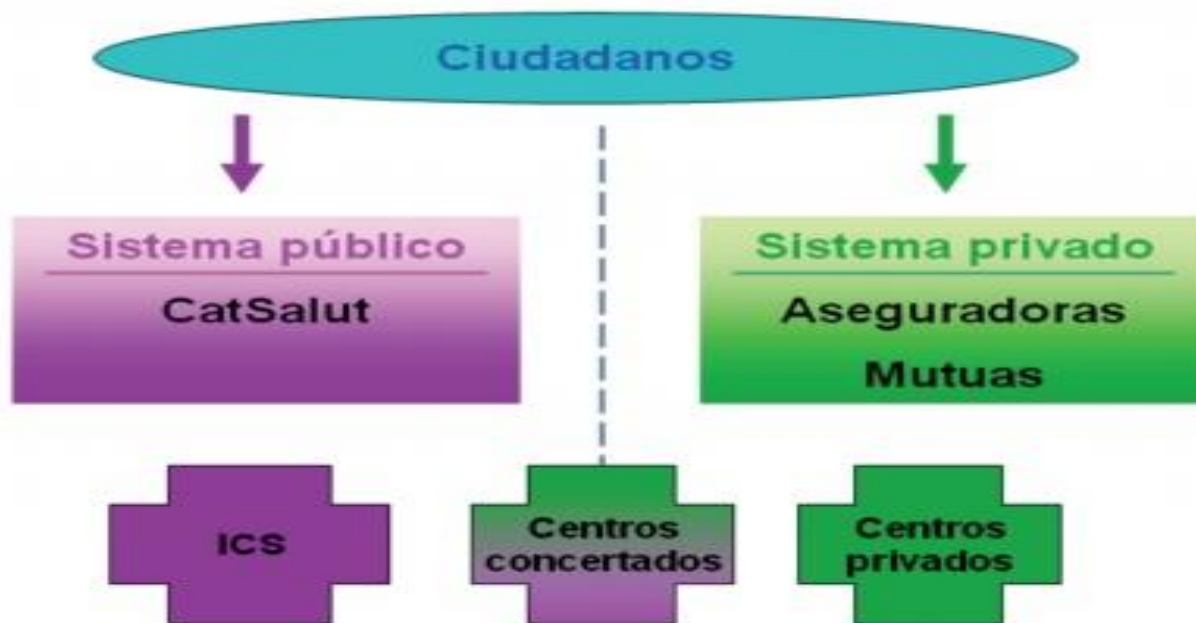 Ciudadanos
Sistema público
CatSalut
Sistema privado
Aseguradoras
Mutuas
ICS
Centros
concertados
Centros
privados